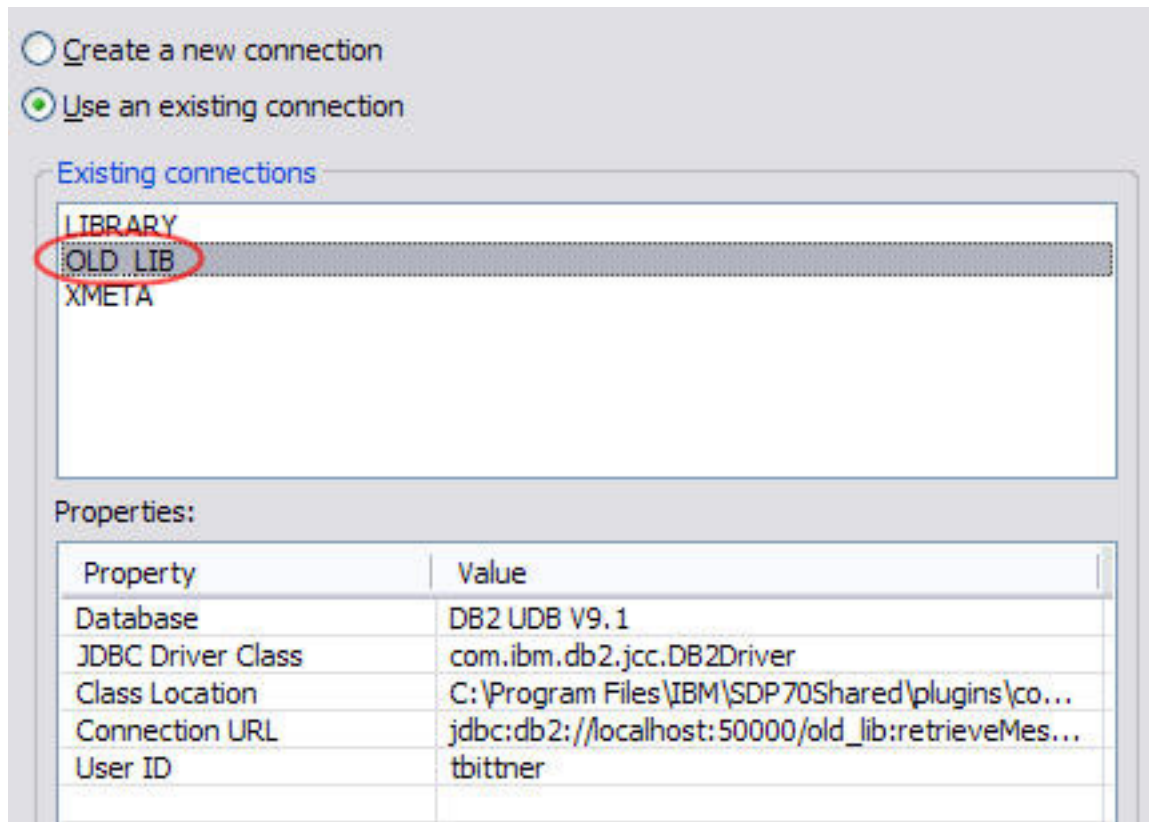 Create a new connection
Use an existing connection
Existing connections
LIBRARY
OLD_LIB
XMETA
Properties:
Property Value
Database DB2 UDB V9.1
JDBC Driver Class com.ibm.db2.jcc.DB2Driver
Class Location C:\Program Files\IBM\SDP70Shared\plugins\co...
Connection URL jdbc:db2://localhost:50000/old_lib:retrieveMes...
User ID tbittner